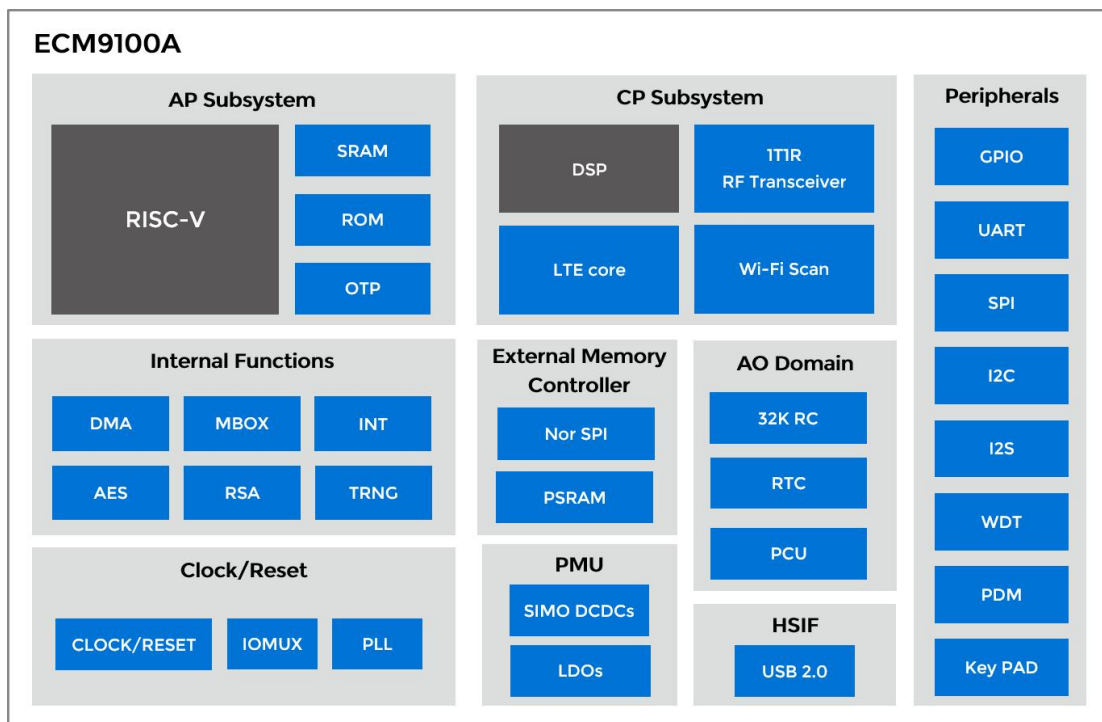 ECM9100A
AP Subsystem
RISC-V
SRAM
ROM
OTP
CP Subsystem
DSP
1T1R
RF Transceiver
LTE core
Wi-Fi Scan
Peripherals
GPIO
UART
SPI
I2C
I2S
WDT
PDM
Key PAD
Internal Functions
DMA
MBOX
INT
AES
RSA
TRNG
External Memory
Controller
Nor SPI
PSRAM
AO Domain
32K RC
RTC
PCU
Clock/Reset
CLOCK/RESET
IOMUX
PLL
PMU
SIMO DCDCs
LDOs
HSIF
USB 2.0